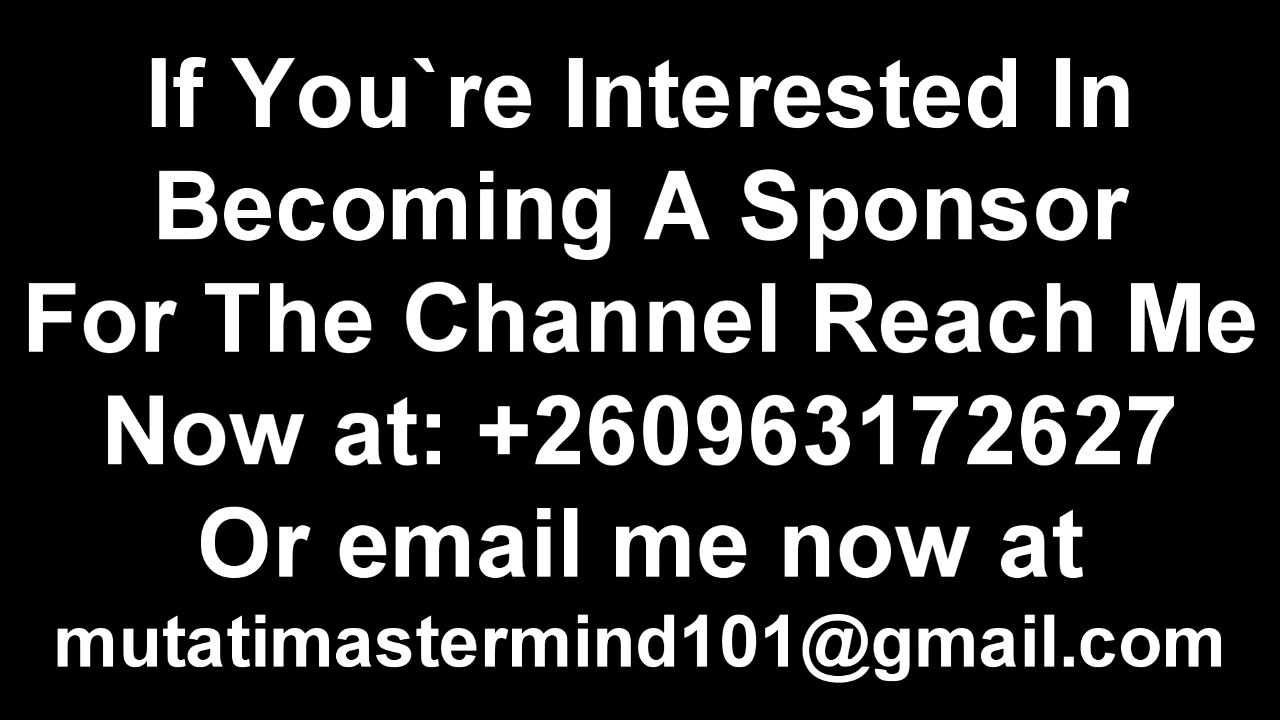 If You`re Interested In
Becoming A Sponsor
For The Channel Reach Me
Now at: +260963172627
Or email me now at
mutatimastermind101@gmail.com